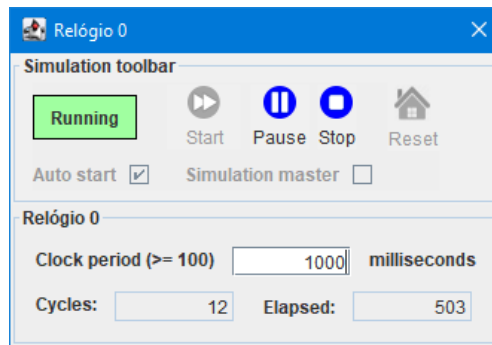 Relógio 0
Simulation toolbar
Running
Start Pause Stop Reset
Auto start Simulation master
Relógio 0
Clock period (>= 100) 1000 milliseconds
Cycles: 12 Elapsed: 503